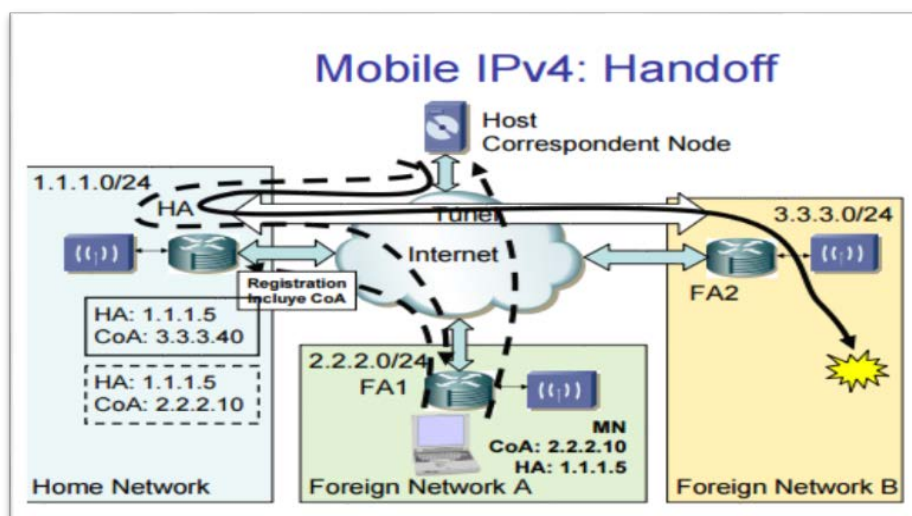 Mobile IPv4: Handoff
Host
Correspondent Node
1.1.1.0/24
HA
Túnel
3.3.3.0/24
Internet
Registration
Incluye CoA
FA2
HA: 1.1.1.5
CoA: 3.3.3.40
2.2.2.0/24
HA: 1.1.1.5
CoA: 2.2.2.10
FA1
MN
CoA: 2.2.2.10
HA: 1.1.1.5
Home Network
Foreign Network A
Foreign Network B